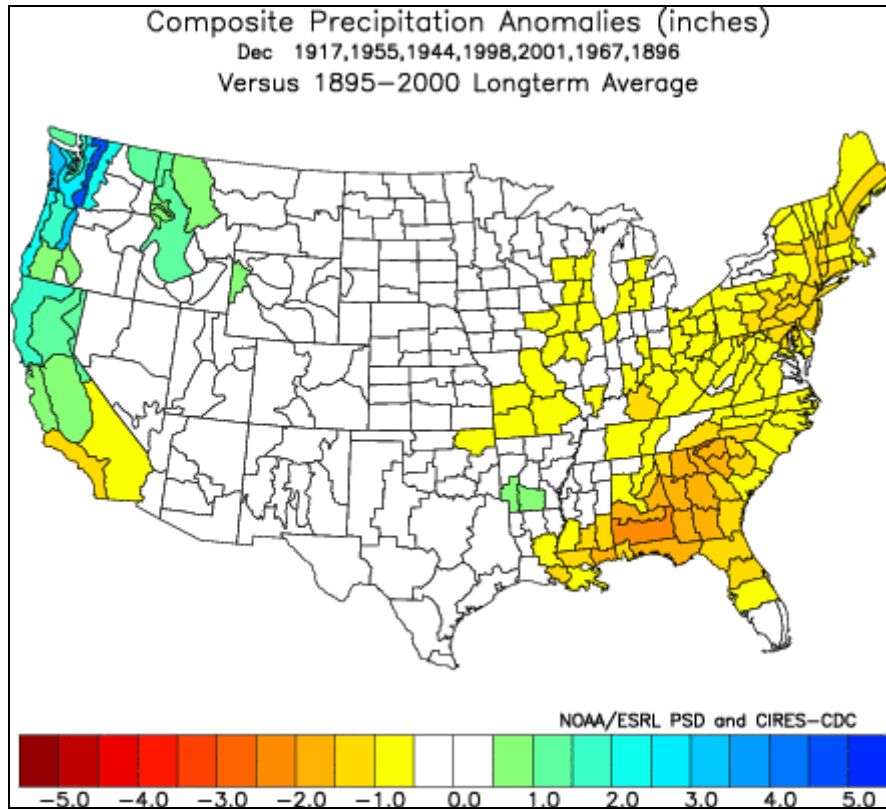 Composite Precipitation Anomalies (inches)
Dec 1917,1955,1944,1998,2001,1967,1896
Versus 1895-2000 Longterm Average
NOAA/ESRL PSD and CIRES-CDC
-5.0 -4.0 -3.0 -2.0 -1.0 0.0 1.0 2.0 3.0 4.0 5.0